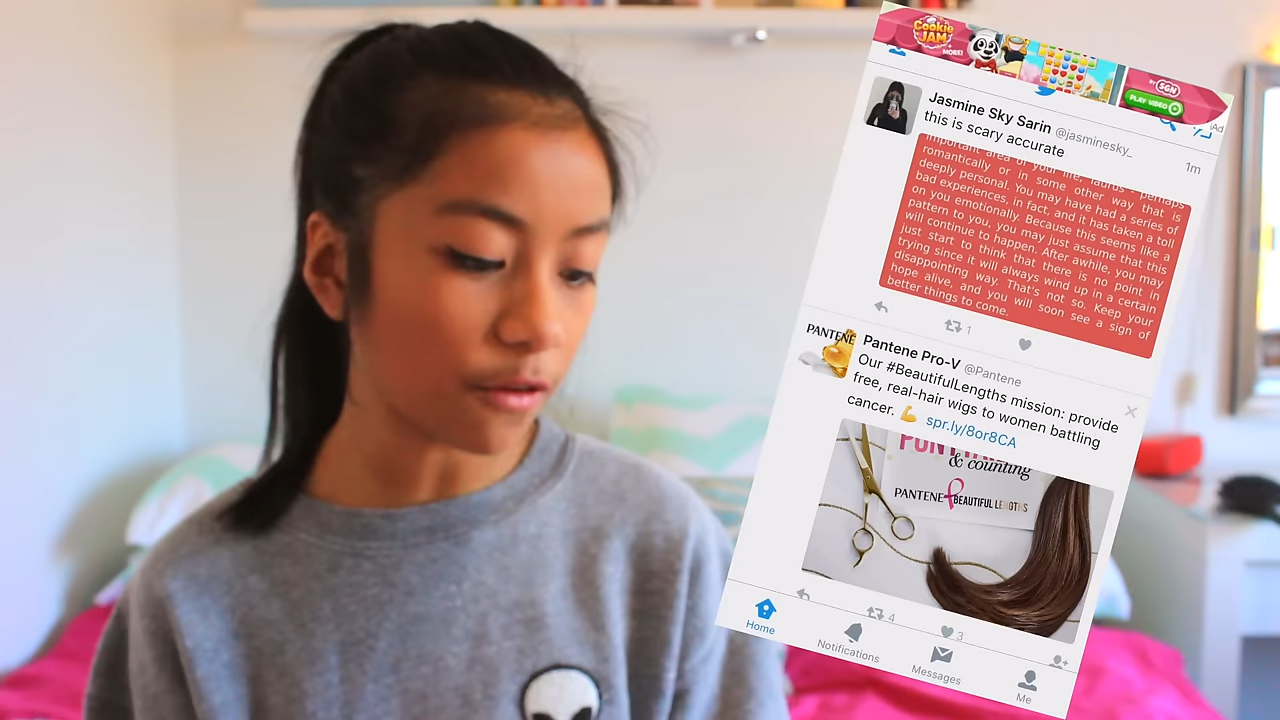 Cookie
JAM
+
MORE!
BY SGN
PLAY VIDEO
iAd
Jasmine Sky Sarin @jasminesky_
1m
this is scary accurate
important area of your life, Taurus - perhaps
romantically or in some other way that is
deeply personal. You may have had a series of
bad experiences, in fact, and it has taken a toll
on you emotionally. Because this seems like a
pattern to you, you may just assume that this
will continue to happen. After awhile, you may
just start to think that there is no point in
trying since it will always wind up in a certain
disappointing way. That's not so. Keep your
hope alive, and you will soon see a sign of
better things to come.
1
PANTENE
Pantene Pro-V @Pantene
Our #BeautifulLengths mission: provide
free, real-hair wigs to women battling
cancer. 💪 spr.ly/8or8CA
& counting
PANTENE BEAUTIFUL LENGTHS
4
3
Home
Notifications
Messages
Me